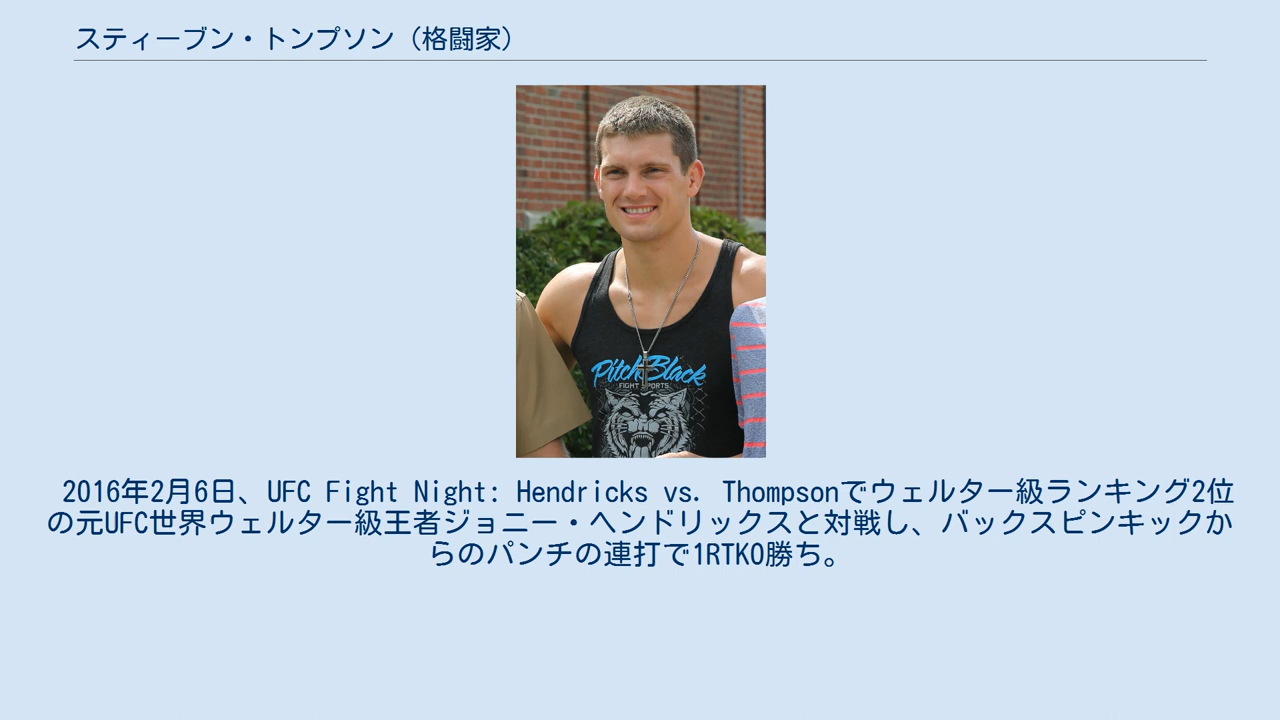 スティーブン・トンプソン（格闘家）
Pitch Black
FIGHT SPORTS
2016年2月6日、UFC Fight Night: Hendricks vs. Thompsonでウェルター級ランキング2位
の元UFC世界ウェルター級王者ジョニー・ヘンドリックスと対戦し、バックスピンキックか
らのパンチの連打で1RTKO勝ち。